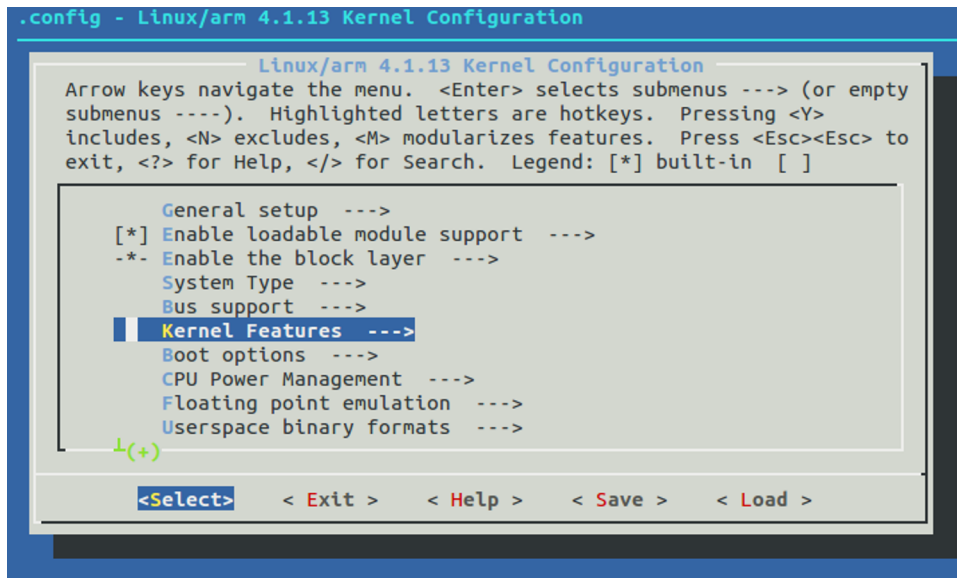 .config - Linux/arm 4.1.13 Kernel Configuration
Linux/arm 4.1.13 Kernel Configuration
Arrow keys navigate the menu.  <Enter> selects submenus ---> (or empty
submenus ----).  Highlighted letters are hotkeys.  Pressing <Y>
includes, <N> excludes, <M> modularizes features.  Press <Esc><Esc> to
exit, <?> for Help, </> for Search.  Legend: [*] built-in  [ ]
General setup  --->
[*] Enable loadable module support  --->
-*- Enable the block layer  --->
System Type  --->
Bus support  --->
Kernel Features  --->
Boot options  --->
CPU Power Management  --->
Floating point emulation  --->
Userspace binary formats  --->
┴(+)
<Select>    < Exit >    < Help >    < Save >    < Load >